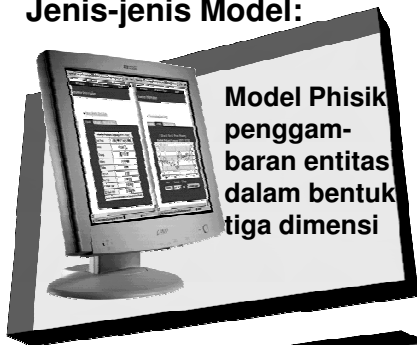 Jenis-jenis Model:
Model Phisik
penggam-
baran entitas
dalam bentuk
tiga dimensi